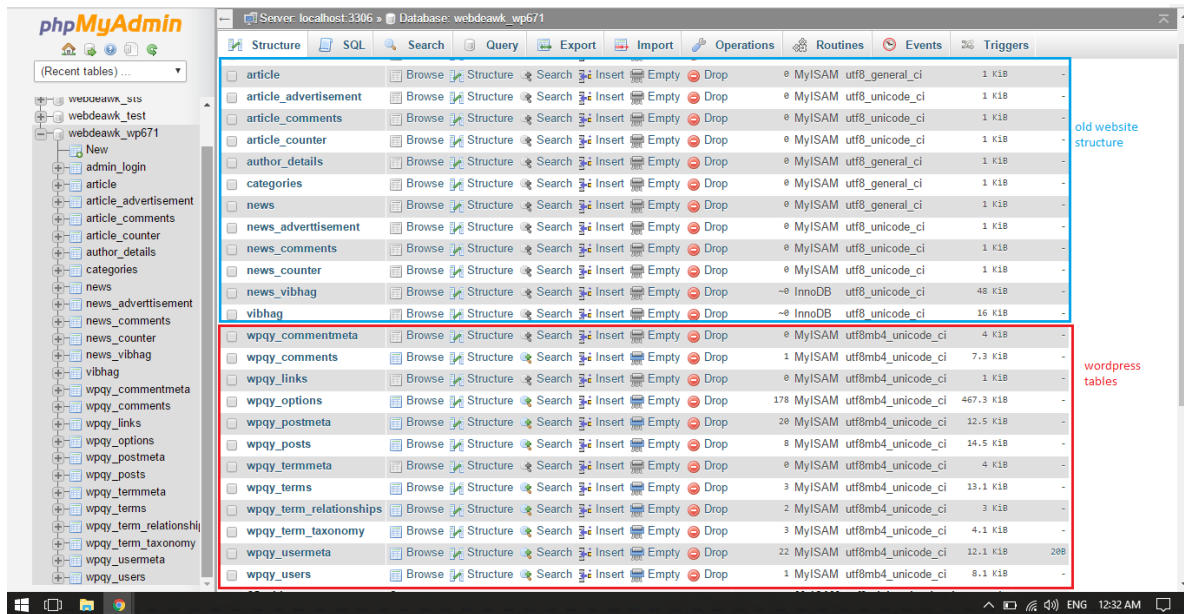 phpMyAdmin
(Recent tables) ...
webdeawk_sts
webdeawk_test
webdeawk_wp671
New
admin_login
article
article_advertisement
article_comments
article_counter
author_details
categories
news
news_adverttisement
news_comments
news_counter
news_vibhag
vibhag
wpqy_commentmeta
wpqy_comments
wpqy_links
wpqy_options
wpqy_postmeta
wpqy_posts
wpqy_termmeta
wpqy_terms
wpqy_term_relationship
wpqy_term_taxonomy
wpqy_usermeta
wpqy_users
Server: localhost:3306 » Database: webdeawk_wp671
Structure SQL Search Query Export Import Operations Routines Events Triggers
article Browse Structure Search Insert Empty Drop 0 MyISAM utf8_general_ci 1 KiB -
article_advertisement Browse Structure Search Insert Empty Drop 0 MyISAM utf8_unicode_ci 1 KiB -
article_comments Browse Structure Search Insert Empty Drop 0 MyISAM utf8_unicode_ci 1 KiB -
article_counter Browse Structure Search Insert Empty Drop 0 MyISAM utf8_unicode_ci 1 KiB -
author_details Browse Structure Search Insert Empty Drop 0 MyISAM utf8_general_ci 1 KiB -
categories Browse Structure Search Insert Empty Drop 0 MyISAM utf8_general_ci 1 KiB -
news Browse Structure Search Insert Empty Drop 0 MyISAM utf8_general_ci 1 KiB -
news_adverttisement Browse Structure Search Insert Empty Drop 0 MyISAM utf8_unicode_ci 1 KiB -
news_comments Browse Structure Search Insert Empty Drop 0 MyISAM utf8_unicode_ci 1 KiB -
news_counter Browse Structure Search Insert Empty Drop 0 MyISAM utf8_unicode_ci 1 KiB -
news_vibhag Browse Structure Search Insert Empty Drop ~0 InnoDB utf8_unicode_ci 48 KiB -
vibhag Browse Structure Search Insert Empty Drop ~0 InnoDB utf8_unicode_ci 16 KiB -
old website
structure
wpqy_commentmeta Browse Structure Search Insert Empty Drop 0 MyISAM utf8mb4_unicode_ci 4 KiB -
wpqy_comments Browse Structure Search Insert Empty Drop 1 MyISAM utf8mb4_unicode_ci 7.3 KiB -
wpqy_links Browse Structure Search Insert Empty Drop 0 MyISAM utf8mb4_unicode_ci 1 KiB -
wpqy_options Browse Structure Search Insert Empty Drop 178 MyISAM utf8mb4_unicode_ci 467.3 KiB -
wpqy_postmeta Browse Structure Search Insert Empty Drop 20 MyISAM utf8mb4_unicode_ci 12.5 KiB -
wpqy_posts Browse Structure Search Insert Empty Drop 8 MyISAM utf8mb4_unicode_ci 14.5 KiB -
wpqy_termmeta Browse Structure Search Insert Empty Drop 0 MyISAM utf8mb4_unicode_ci 4 KiB -
wpqy_terms Browse Structure Search Insert Empty Drop 3 MyISAM utf8mb4_unicode_ci 13.1 KiB -
wpqy_term_relationships Browse Structure Search Insert Empty Drop 2 MyISAM utf8mb4_unicode_ci 3 KiB -
wpqy_term_taxonomy Browse Structure Search Insert Empty Drop 3 MyISAM utf8mb4_unicode_ci 4.1 KiB -
wpqy_usermeta Browse Structure Search Insert Empty Drop 22 MyISAM utf8mb4_unicode_ci 12.1 KiB 20B
wpqy_users Browse Structure Search Insert Empty Drop 1 MyISAM utf8mb4_unicode_ci 8.1 KiB -
wordpress
tables
ENG 12:32 AM